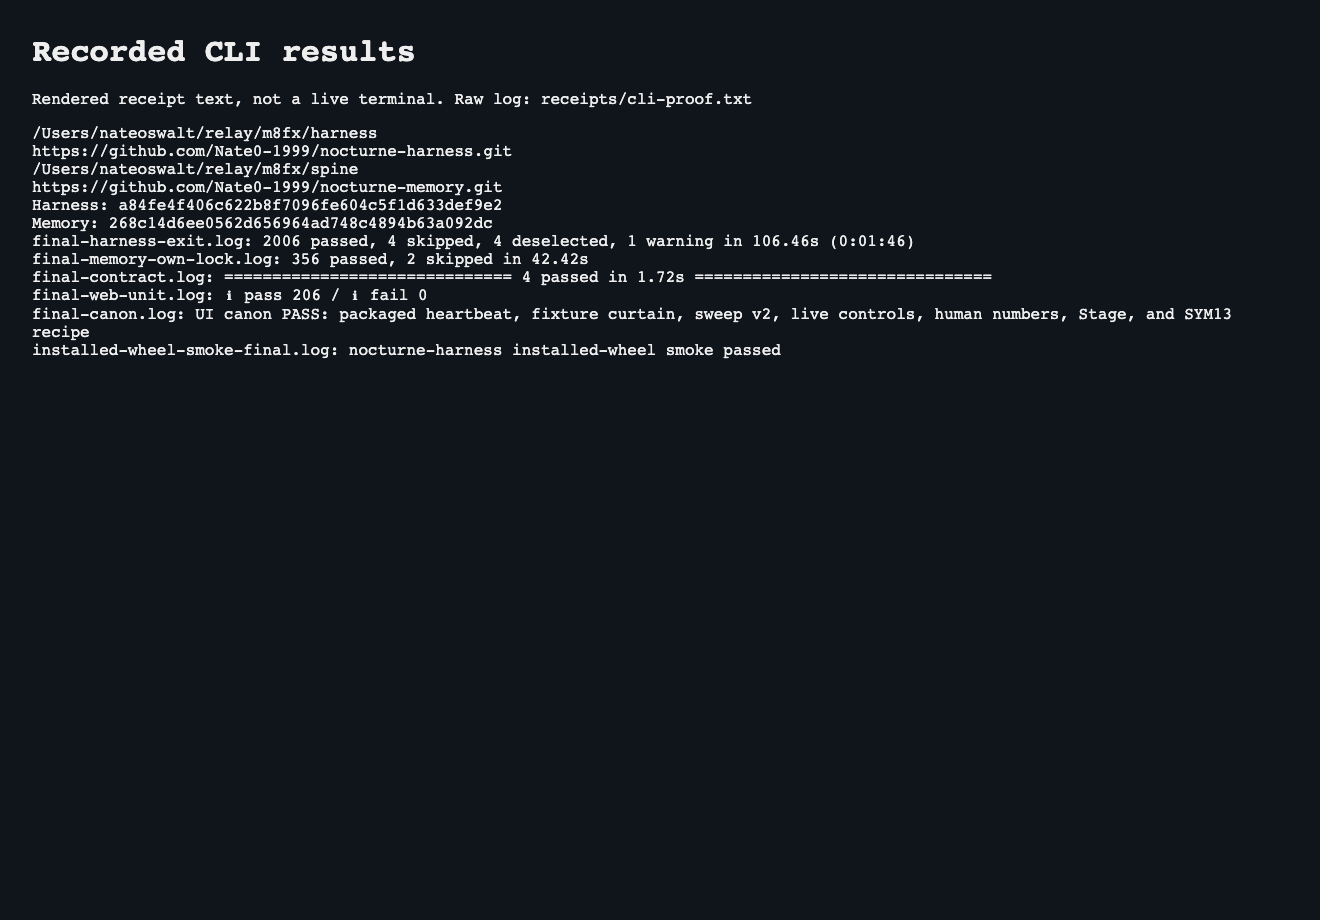 Recorded CLI results
Rendered receipt text, not a live terminal. Raw log: receipts/cli-proof.txt
/Users/nateoswalt/relay/m8fx/harness
https://github.com/Nate0-1999/nocturne-harness.git
/Users/nateoswalt/relay/m8fx/spine
https://github.com/Nate0-1999/nocturne-memory.git
Harness: a84fe4f406c622b8f7096fe604c5f1d633def9e2
Memory: 268c14d6ee0562d656964ad748c4894b63a092dc
final-harness-exit.log: 2006 passed, 4 skipped, 4 deselected, 1 warning in 106.46s (0:01:46)
final-memory-own-lock.log: 356 passed, 2 skipped in 42.42s
final-contract.log: ============================== 4 passed in 1.72s ===============================
final-web-unit.log: ℹ pass 206 / ℹ fail 0
final-canon.log: UI canon PASS: packaged heartbeat, fixture curtain, sweep v2, live controls, human numbers, Stage, and SYM13
recipe
installed-wheel-smoke-final.log: nocturne-harness installed-wheel smoke passed